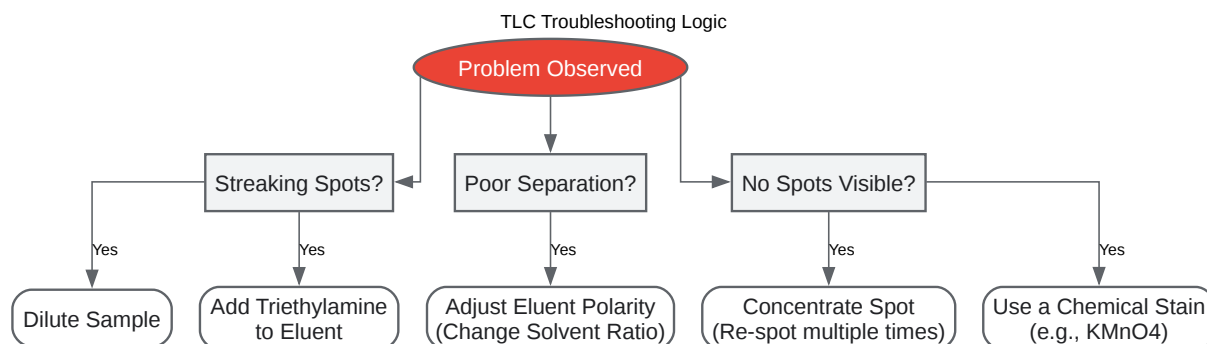 TLC Troubleshooting Logic
Problem Observed
Streaking Spots?
Poor Separation?
No Spots Visible?
Yes
Yes
Yes
Yes
Yes
Dilute Sample
Add Triethylamine
to Eluent
Adjust Eluent Polarity
(Change Solvent Ratio)
Concentrate Spot
(Re-spot multiple times)
Use a Chemical Stain
(e.g., KMnO4)